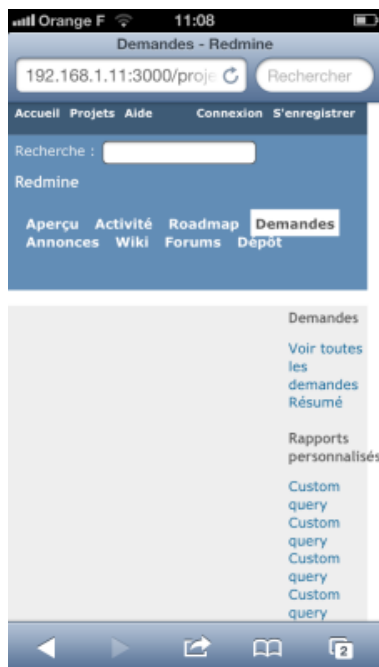 Orange F 11:08
Demandes - Redmine
192.168.1.11:3000/proje Rechercher
Accueil Projets Aide Connexion S'enregistrer
Recherche :
Redmine
Aperçu Activité Roadmap Demandes
Annonces Wiki Forums Dépôt
Demandes
Voir toutes
les
demandes
Résumé
Rapports
personnalisés
Custom
query
Custom
query
Custom
query
Custom
query
2